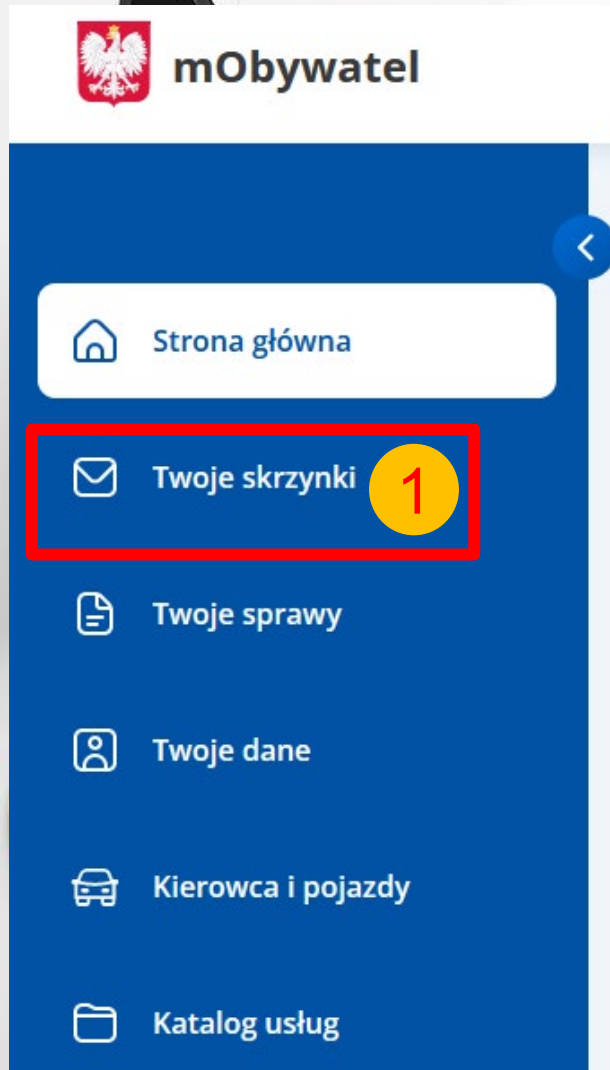 mObywatel
Strona główna
Twoje skrzynki 1
Twoje sprawy
Twoje dane
Kierowca i pojazdy
Katalog usług